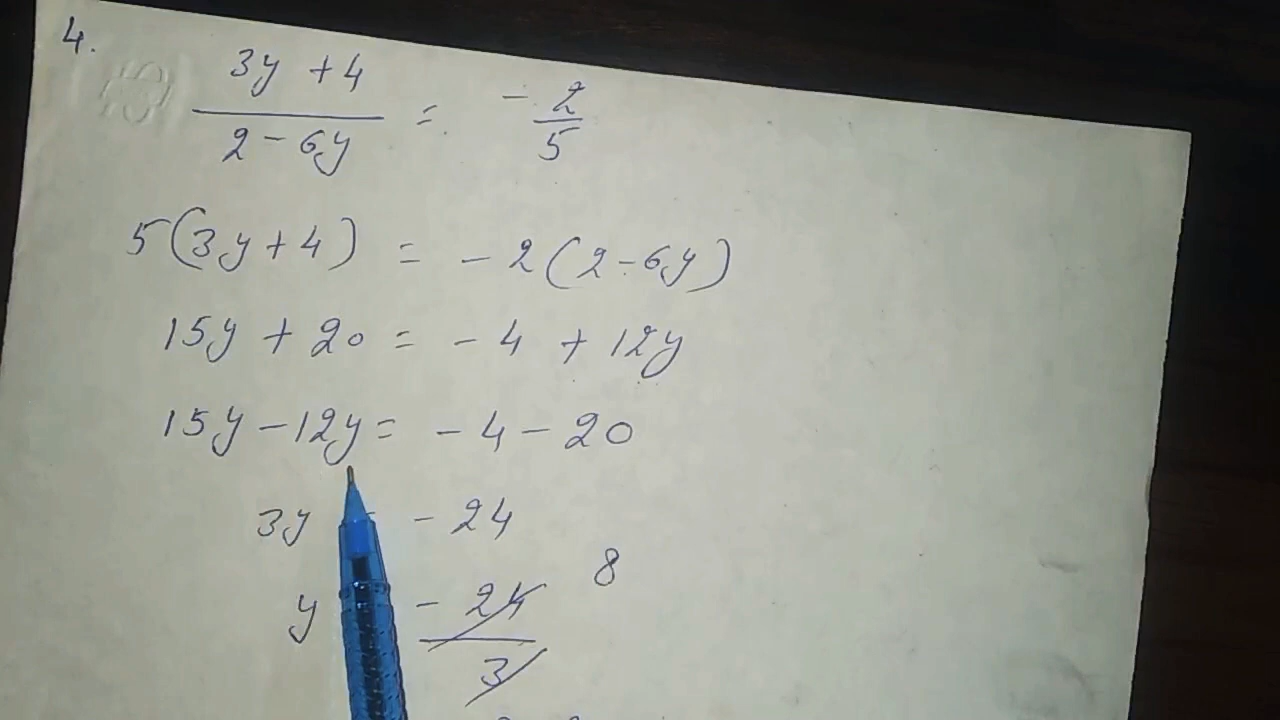 4.
3y + 4
2 - 6y
=
- 2
5
5(3y + 4) = - 2(2 - 6y)
15y + 20 = - 4 + 12y
15y - 12y = - 4 - 20
3y - 24
8
y - 24
3